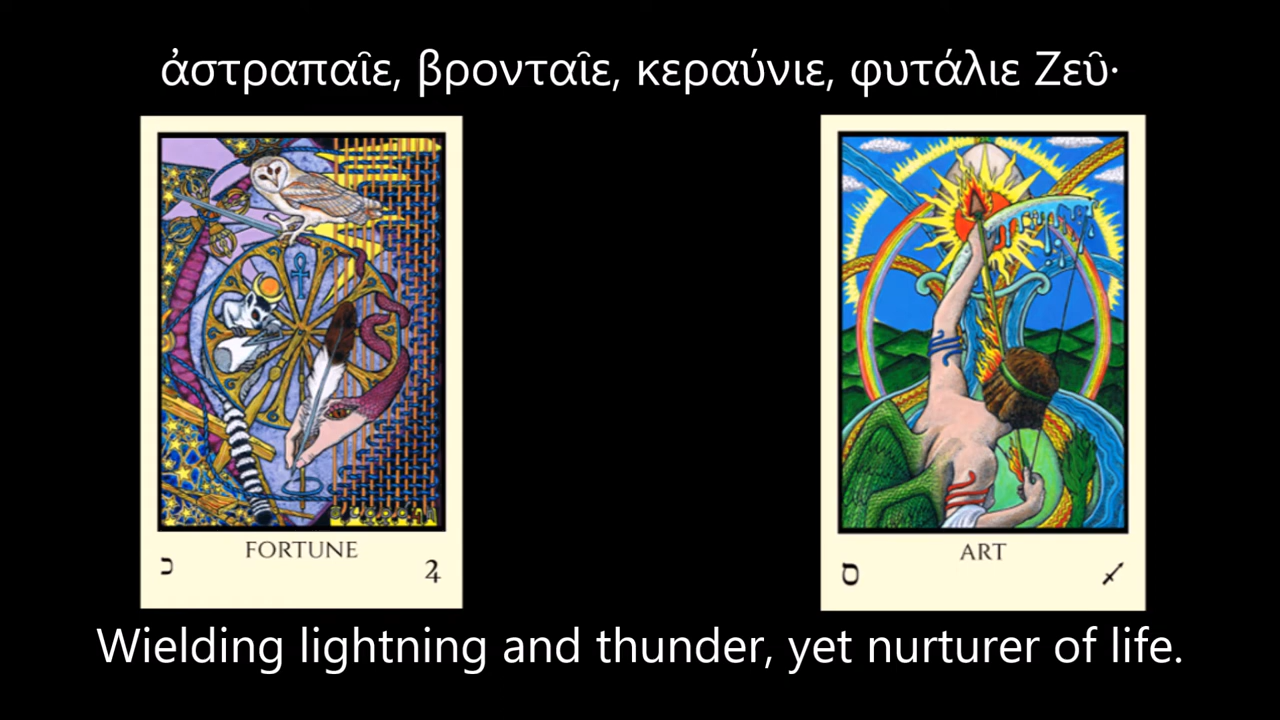 ἀστραπαῖε, βρονταῖε, κεραύνιε, φυτάλιε Ζεῦ·
FORTUNE
כ ♃
ART
ס ♐
Wielding lightning and thunder, yet nurturer of life.